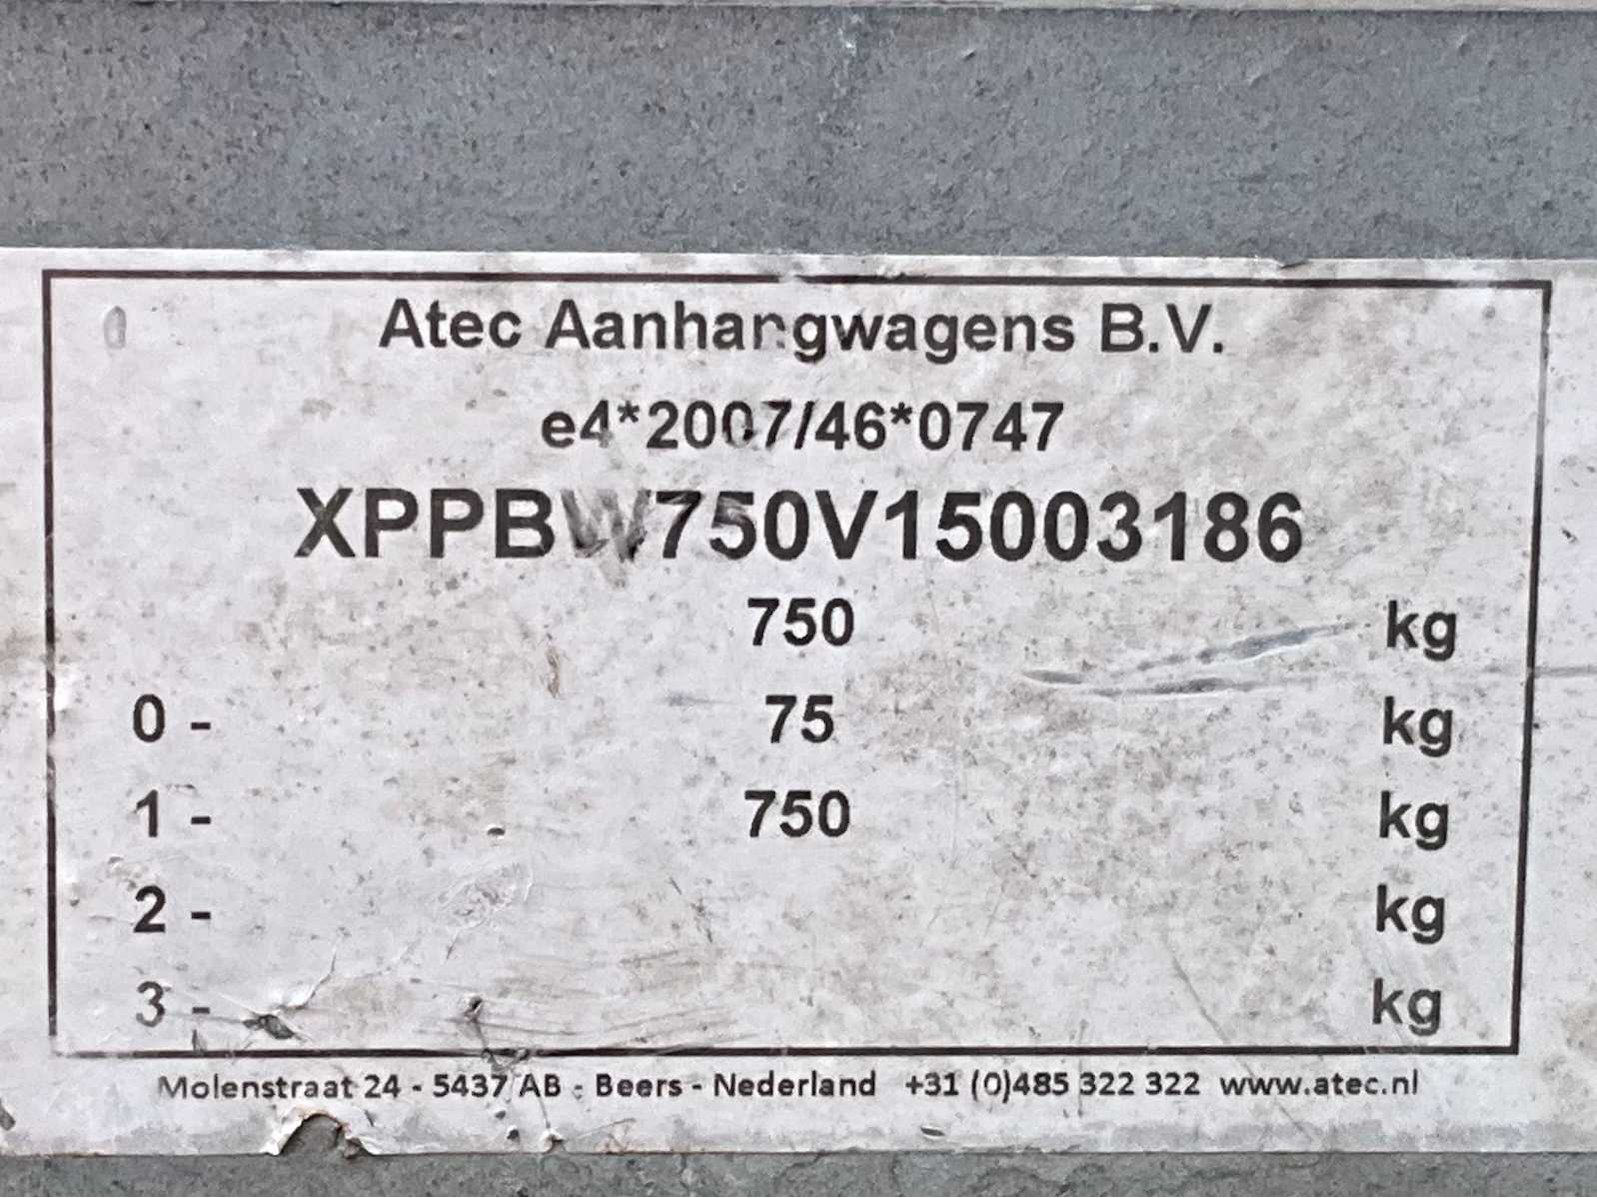 Atec Aanhangwagens B.V.
e4*2007/46*0747
XPPBW750V15003186
750 kg
0 - 75 kg
1 - 750 kg
2 - kg
3 - kg
Molenstraat 24 - 5437 AB - Beers - Nederland +31 (0)485 322 322 www.atec.nl